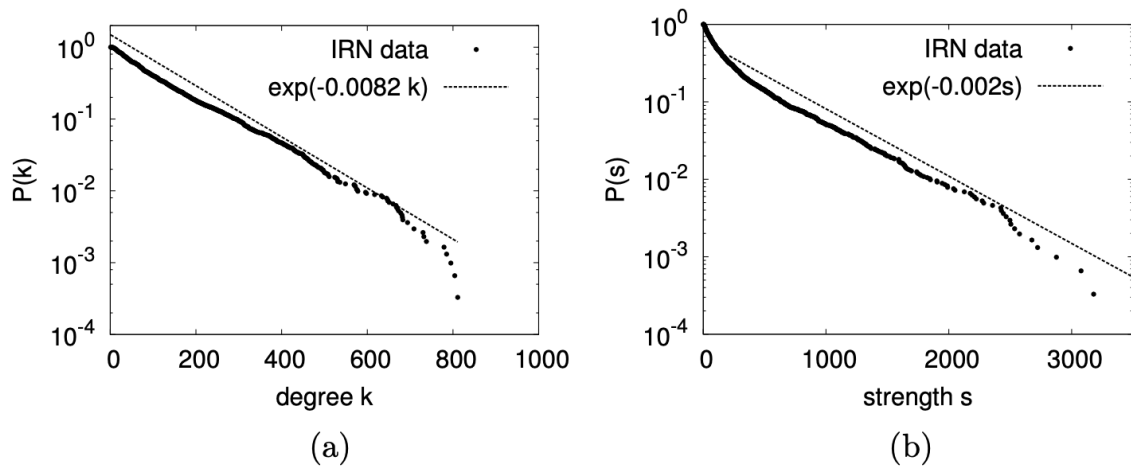 10^0
10^-1
10^-2
10^-3
10^-4
P(k)
IRN data
exp(-0.0082 k)
0 200 400 600 800 1000
degree k
(a)
10^0
10^-1
10^-2
10^-3
10^-4
P(s)
IRN data
exp(-0.002s)
0 1000 2000 3000
strength s
(b)